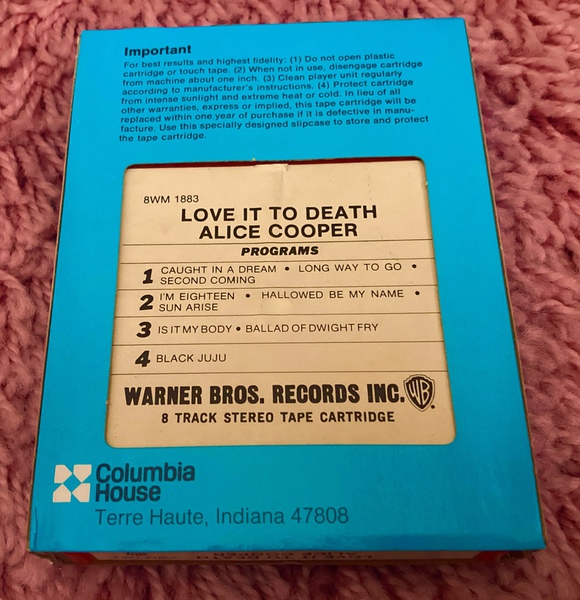 Important
For best results and highest fidelity: (1) Do not open plastic
cartridge or touch tape. (2) When not in use, disengage cartridge
from machine about one inch. (3) Clean player unit regularly
according to manufacturer's instructions. (4) Protect cartridge
from intense sunlight and extreme heat or cold. In lieu of all
other warranties, express or implied, this tape cartridge will be
replaced within one year of purchase if it is defective in manu-
facture. Use this specially designed slipcase to store and protect
the tape cartridge.
8WM 1883
LOVE IT TO DEATH
ALICE COOPER
PROGRAMS
1 CAUGHT IN A DREAM • LONG WAY TO GO •
SECOND COMING
2 I'M EIGHTEEN • HALLOWED BE MY NAME •
SUN ARISE
3 IS IT MY BODY • BALLAD OF DWIGHT FRY
4 BLACK JUJU
WARNER BROS. RECORDS INC. WB
8 TRACK STEREO TAPE CARTRIDGE
Columbia
House
Terre Haute, Indiana 47808